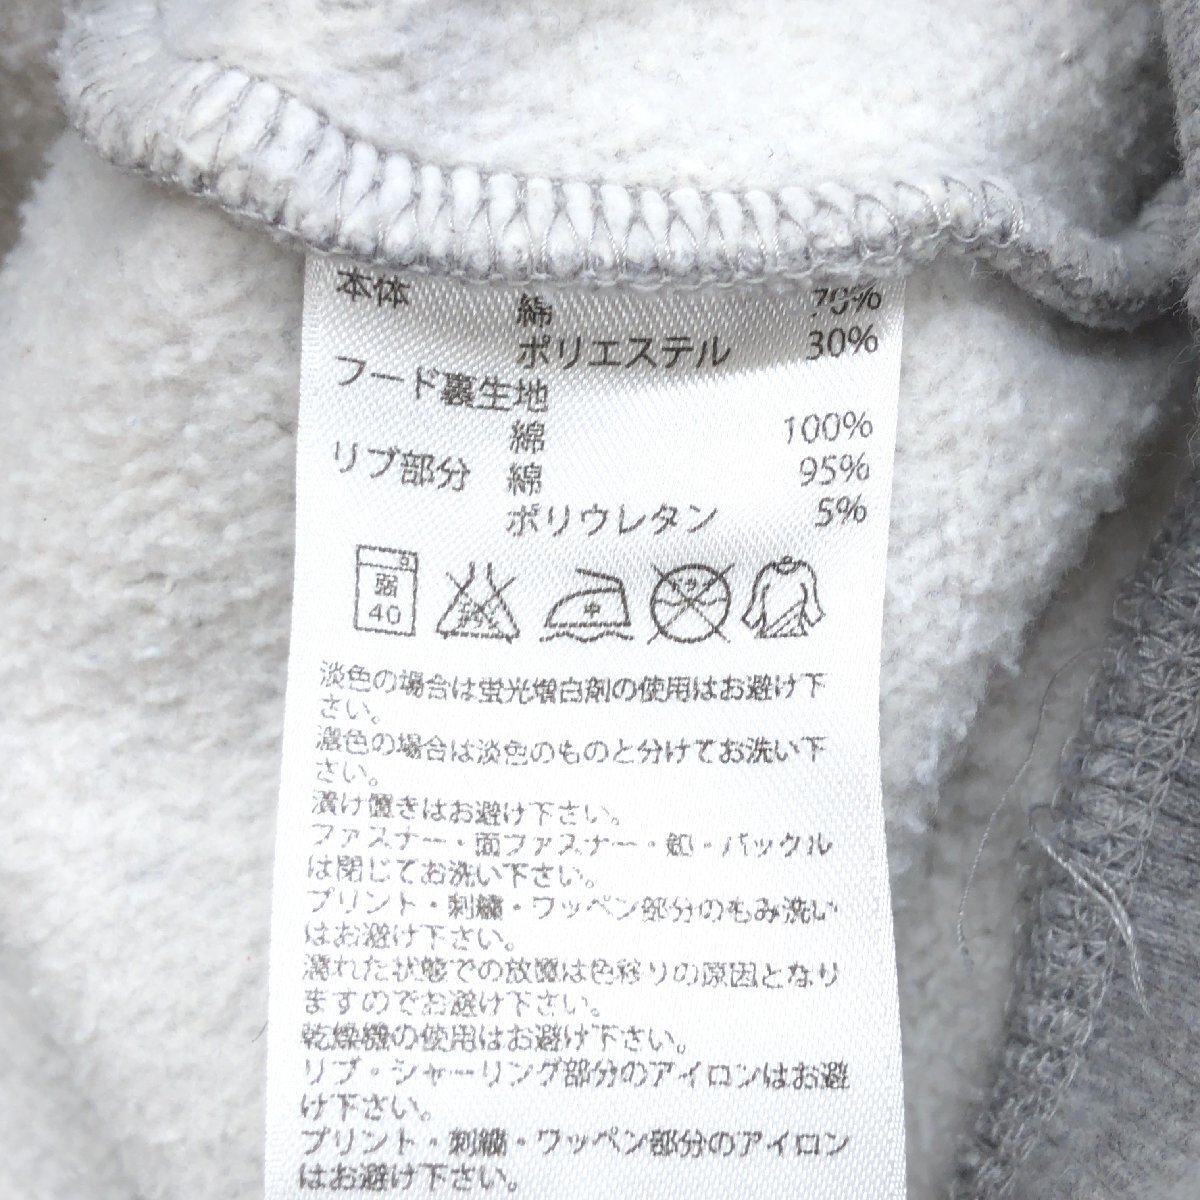 本体 綿 70%
ポリエステル 30%
フード裏生地
綿 100%
リブ部分 綿 95%
ポリウレタン 5%
弱
40
中
淡色の場合は蛍光増白剤の使用はお避け下
さい。
濃色の場合は淡色のものと分けてお洗い下
さい。
漬け置きはお避け下さい。
ファスナー・面ファスナー・釦・バックル
は閉じてお洗い下さい。
プリント・刺繍・ワッペン部分のもみ洗い
はお避け下さい。
濡れた状態での放置は色移りの原因となり
ますのでお避け下さい。
乾燥機の使用はお避け下さい。
リブ・シャーリング部分のアイロンはお避
け下さい。
プリント・刺繍・ワッペン部分のアイロン
はお避け下さい。